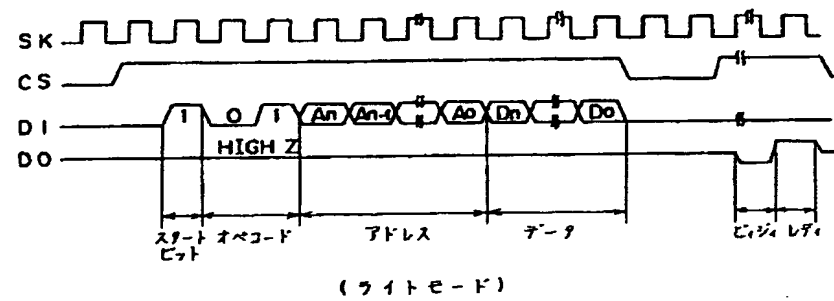 SK
CS
DI 1 0 1 An An-1 A0 Dn D0
DO HIGH Z
スタートビット オペコード アドレス データ ビィジィ レディ
(ライトモード)